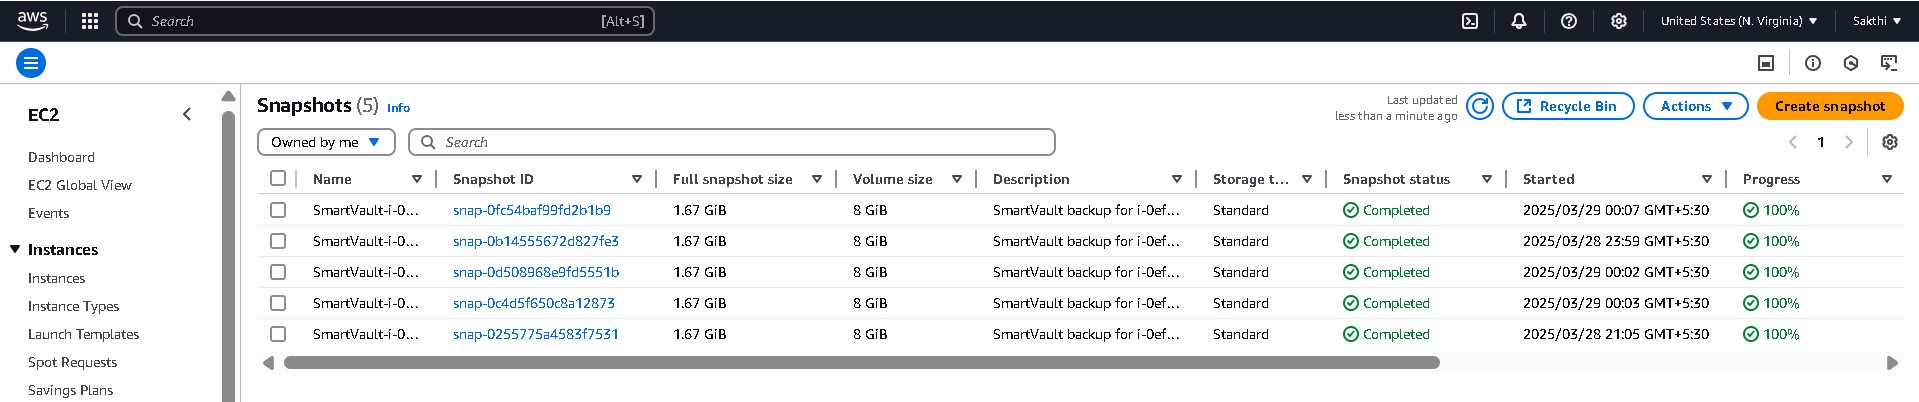 aws Search [Alt+S] United States (N. Virginia) Sakthi
EC2
Dashboard
EC2 Global View
Events
Instances
Instances
Instance Types
Launch Templates
Spot Requests
Savings Plans
Snapshots (5) Info
Last updated
less than a minute ago
Recycle Bin Actions Create snapshot
Owned by me Search 1
Name Snapshot ID Full snapshot size Volume size Description Storage t... Snapshot status Started Progress
SmartVault-i-0... snap-0fc54baf99fd2b1b9 1.67 GiB 8 GiB SmartVault backup for i-0ef... Standard Completed 2025/03/29 00:07 GMT+5:30 100%
SmartVault-i-0... snap-0b14555672d827fe3 1.67 GiB 8 GiB SmartVault backup for i-0ef... Standard Completed 2025/03/28 23:59 GMT+5:30 100%
SmartVault-i-0... snap-0d508968e9fd5551b 1.67 GiB 8 GiB SmartVault backup for i-0ef... Standard Completed 2025/03/29 00:02 GMT+5:30 100%
SmartVault-i-0... snap-0c4d5f650c8a12873 1.67 GiB 8 GiB SmartVault backup for i-0ef... Standard Completed 2025/03/29 00:03 GMT+5:30 100%
SmartVault-i-0... snap-0255775a4583f7531 1.67 GiB 8 GiB SmartVault backup for i-0ef... Standard Completed 2025/03/28 21:05 GMT+5:30 100%